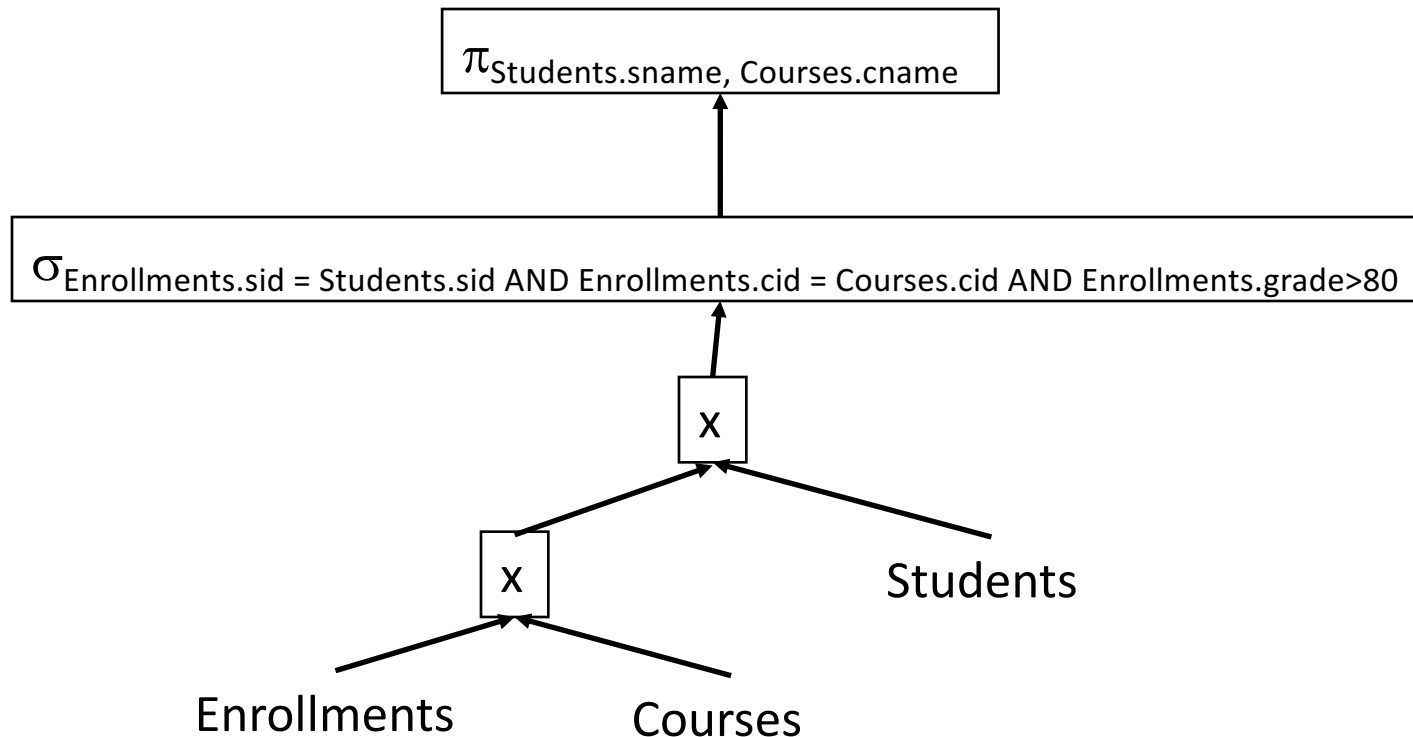 πStudents.sname, Courses.cname
σEnrollments.sid = Students.sid AND Enrollments.cid = Courses.cid AND Enrollments.grade>80
x
x
Students
Enrollments
Courses